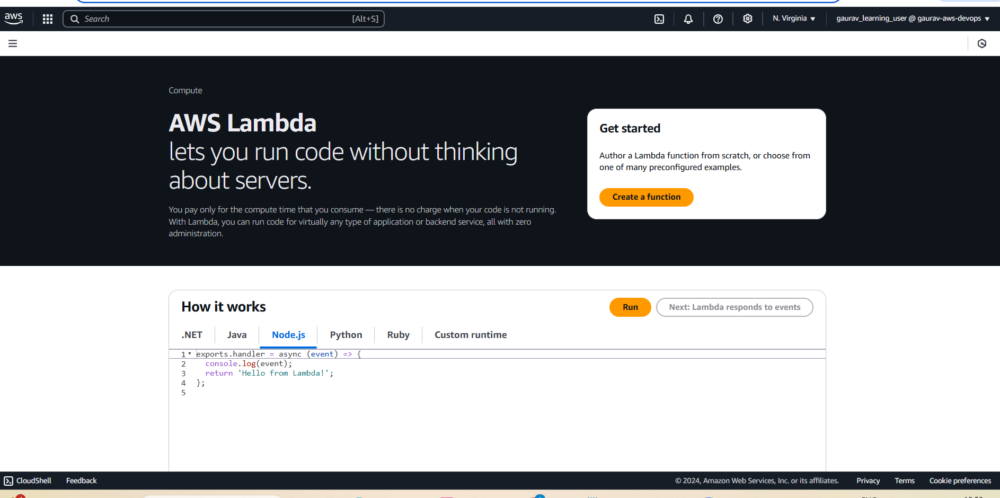 aws
Search [Alt+S]
N. Virginia
gaurav_learning_user @ gaurav-aws-devops
Compute
AWS Lambda
lets you run code without thinking
about servers.
You pay only for the compute time that you consume — there is no charge when your code is not running.
With Lambda, you can run code for virtually any type of application or backend service, all with zero
administration.
Get started
Author a Lambda function from scratch, or choose from
one of many preconfigured examples.
Create a function
How it works
Run
Next: Lambda responds to events
.NET Java Node.js Python Ruby Custom runtime
1 exports.handler = async (event) => {
2 console.log(event);
3 return 'Hello from Lambda!';
4 };
5
CloudShell Feedback
© 2024, Amazon Web Services, Inc. or its affiliates. Privacy Terms Cookie preferences